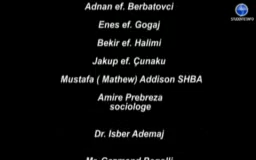 Adnan ef. Berbatovci
Enes ef. Gogaj
Bekir ef. Halimi
Jakup ef. Çunaku
Mustafa ( Mathew) Addison SHBA
Amire Prebreza
sociologe
Dr. Isber Ademaj